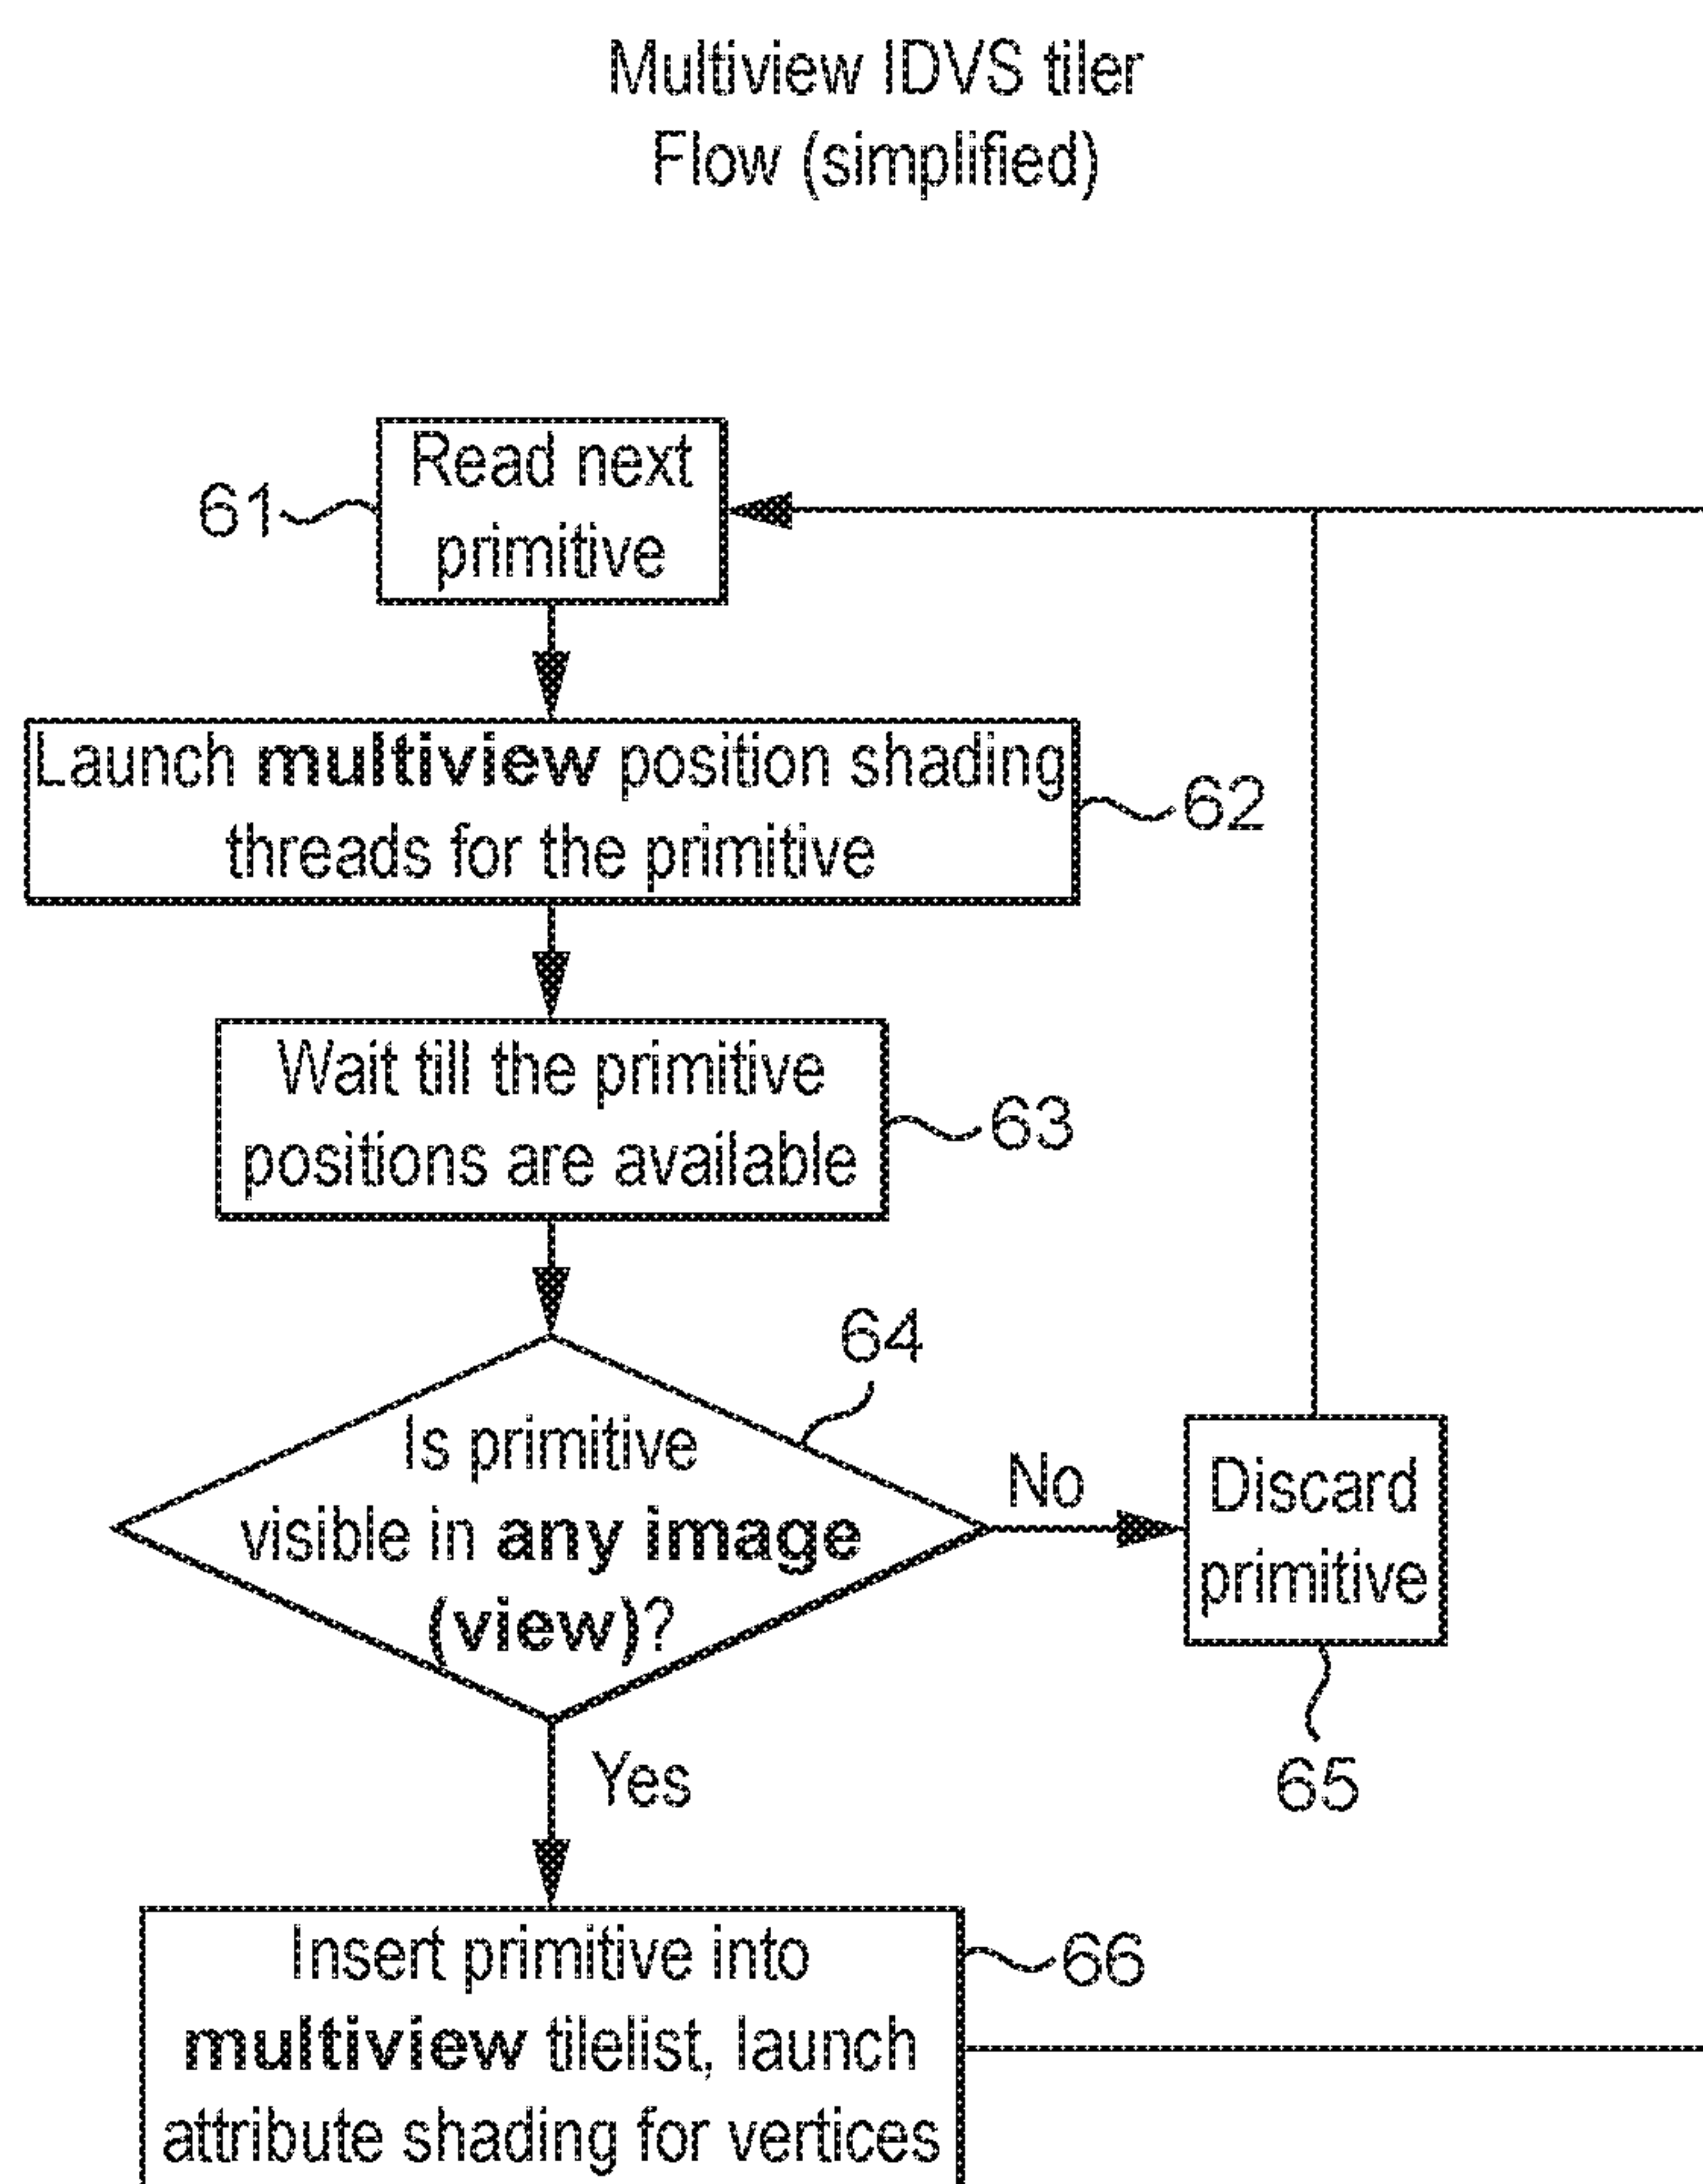 Multiview IDVS tiler
Flow (simplified)
Read next
primitive
61
Launch multiview position shading
threads for the primitive
62
Wait till the primitive
positions are available
63
64
Is primitive
visible in any image
(view)?
No
Discard
primitive
65
Yes
Insert primitive into
multiview tilelist, launch
attribute shading for vertices
66